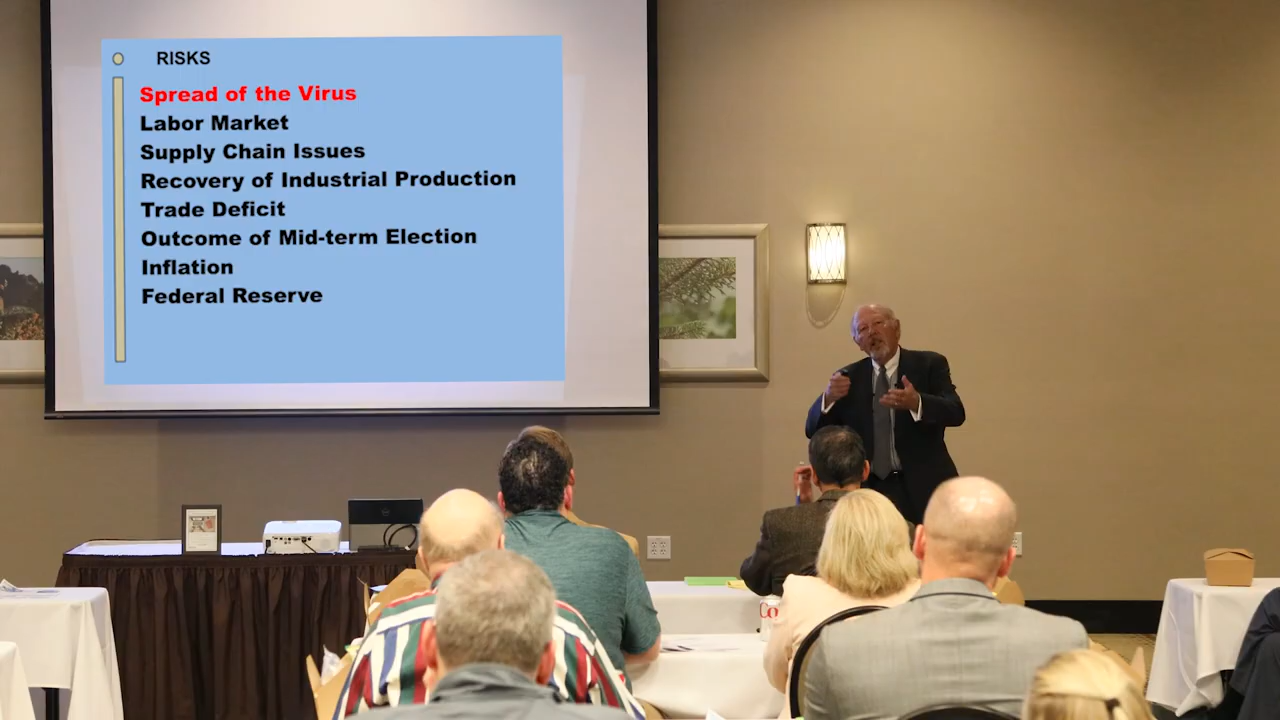 RISKS
Spread of the Virus
Labor Market
Supply Chain Issues
Recovery of Industrial Production
Trade Deficit
Outcome of Mid-term Election
Inflation
Federal Reserve
Co